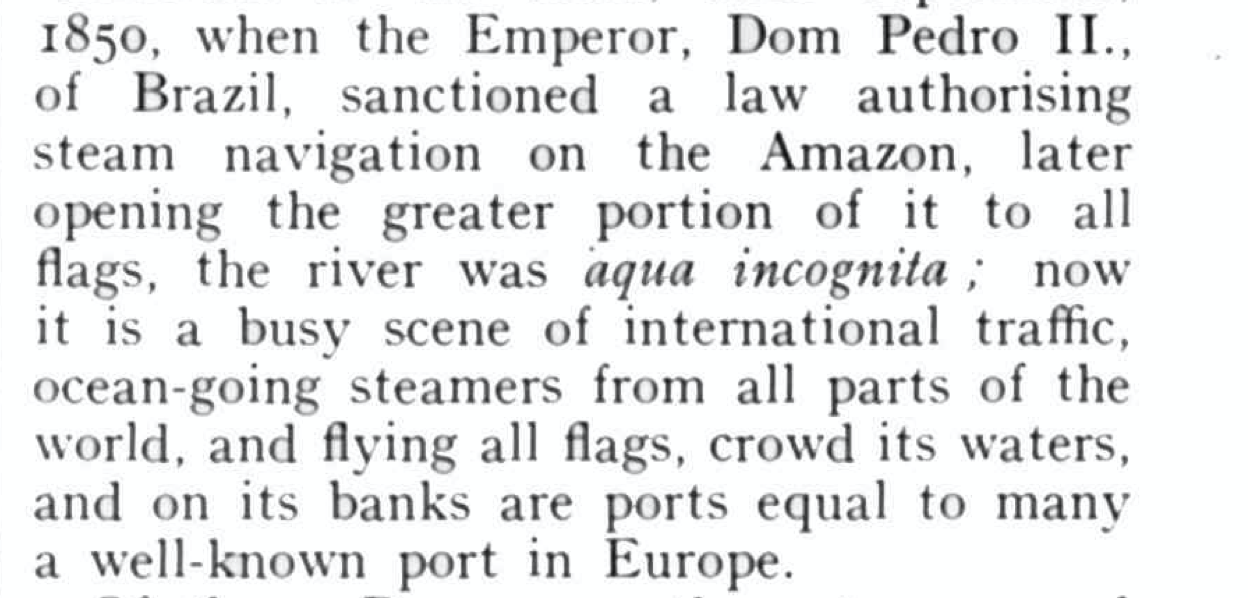 1850, when the Emperor, Dom Pedro II.,
of Brazil, sanctioned a law authorising
steam navigation on the Amazon, later
opening the greater portion of it to all
flags, the river was aqua incognita ; now
it is a busy scene of international traffic,
ocean-going steamers from all parts of the
world, and flying all flags, crowd its waters,
and on its banks are ports equal to many
a well-known port in Europe.